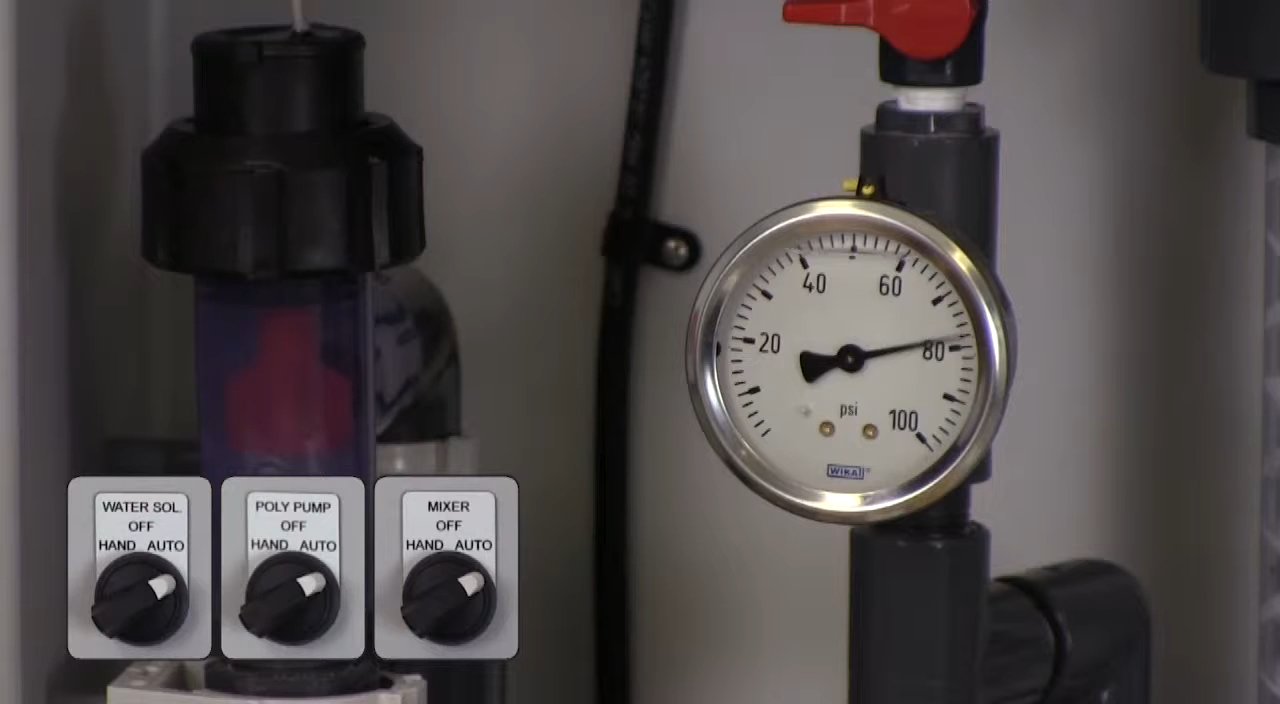 40 60
20 80
psi
100
WIKA®
WATER SOL.
OFF
HAND AUTO
POLY PUMP
OFF
HAND AUTO
MIXER
OFF
HAND AUTO